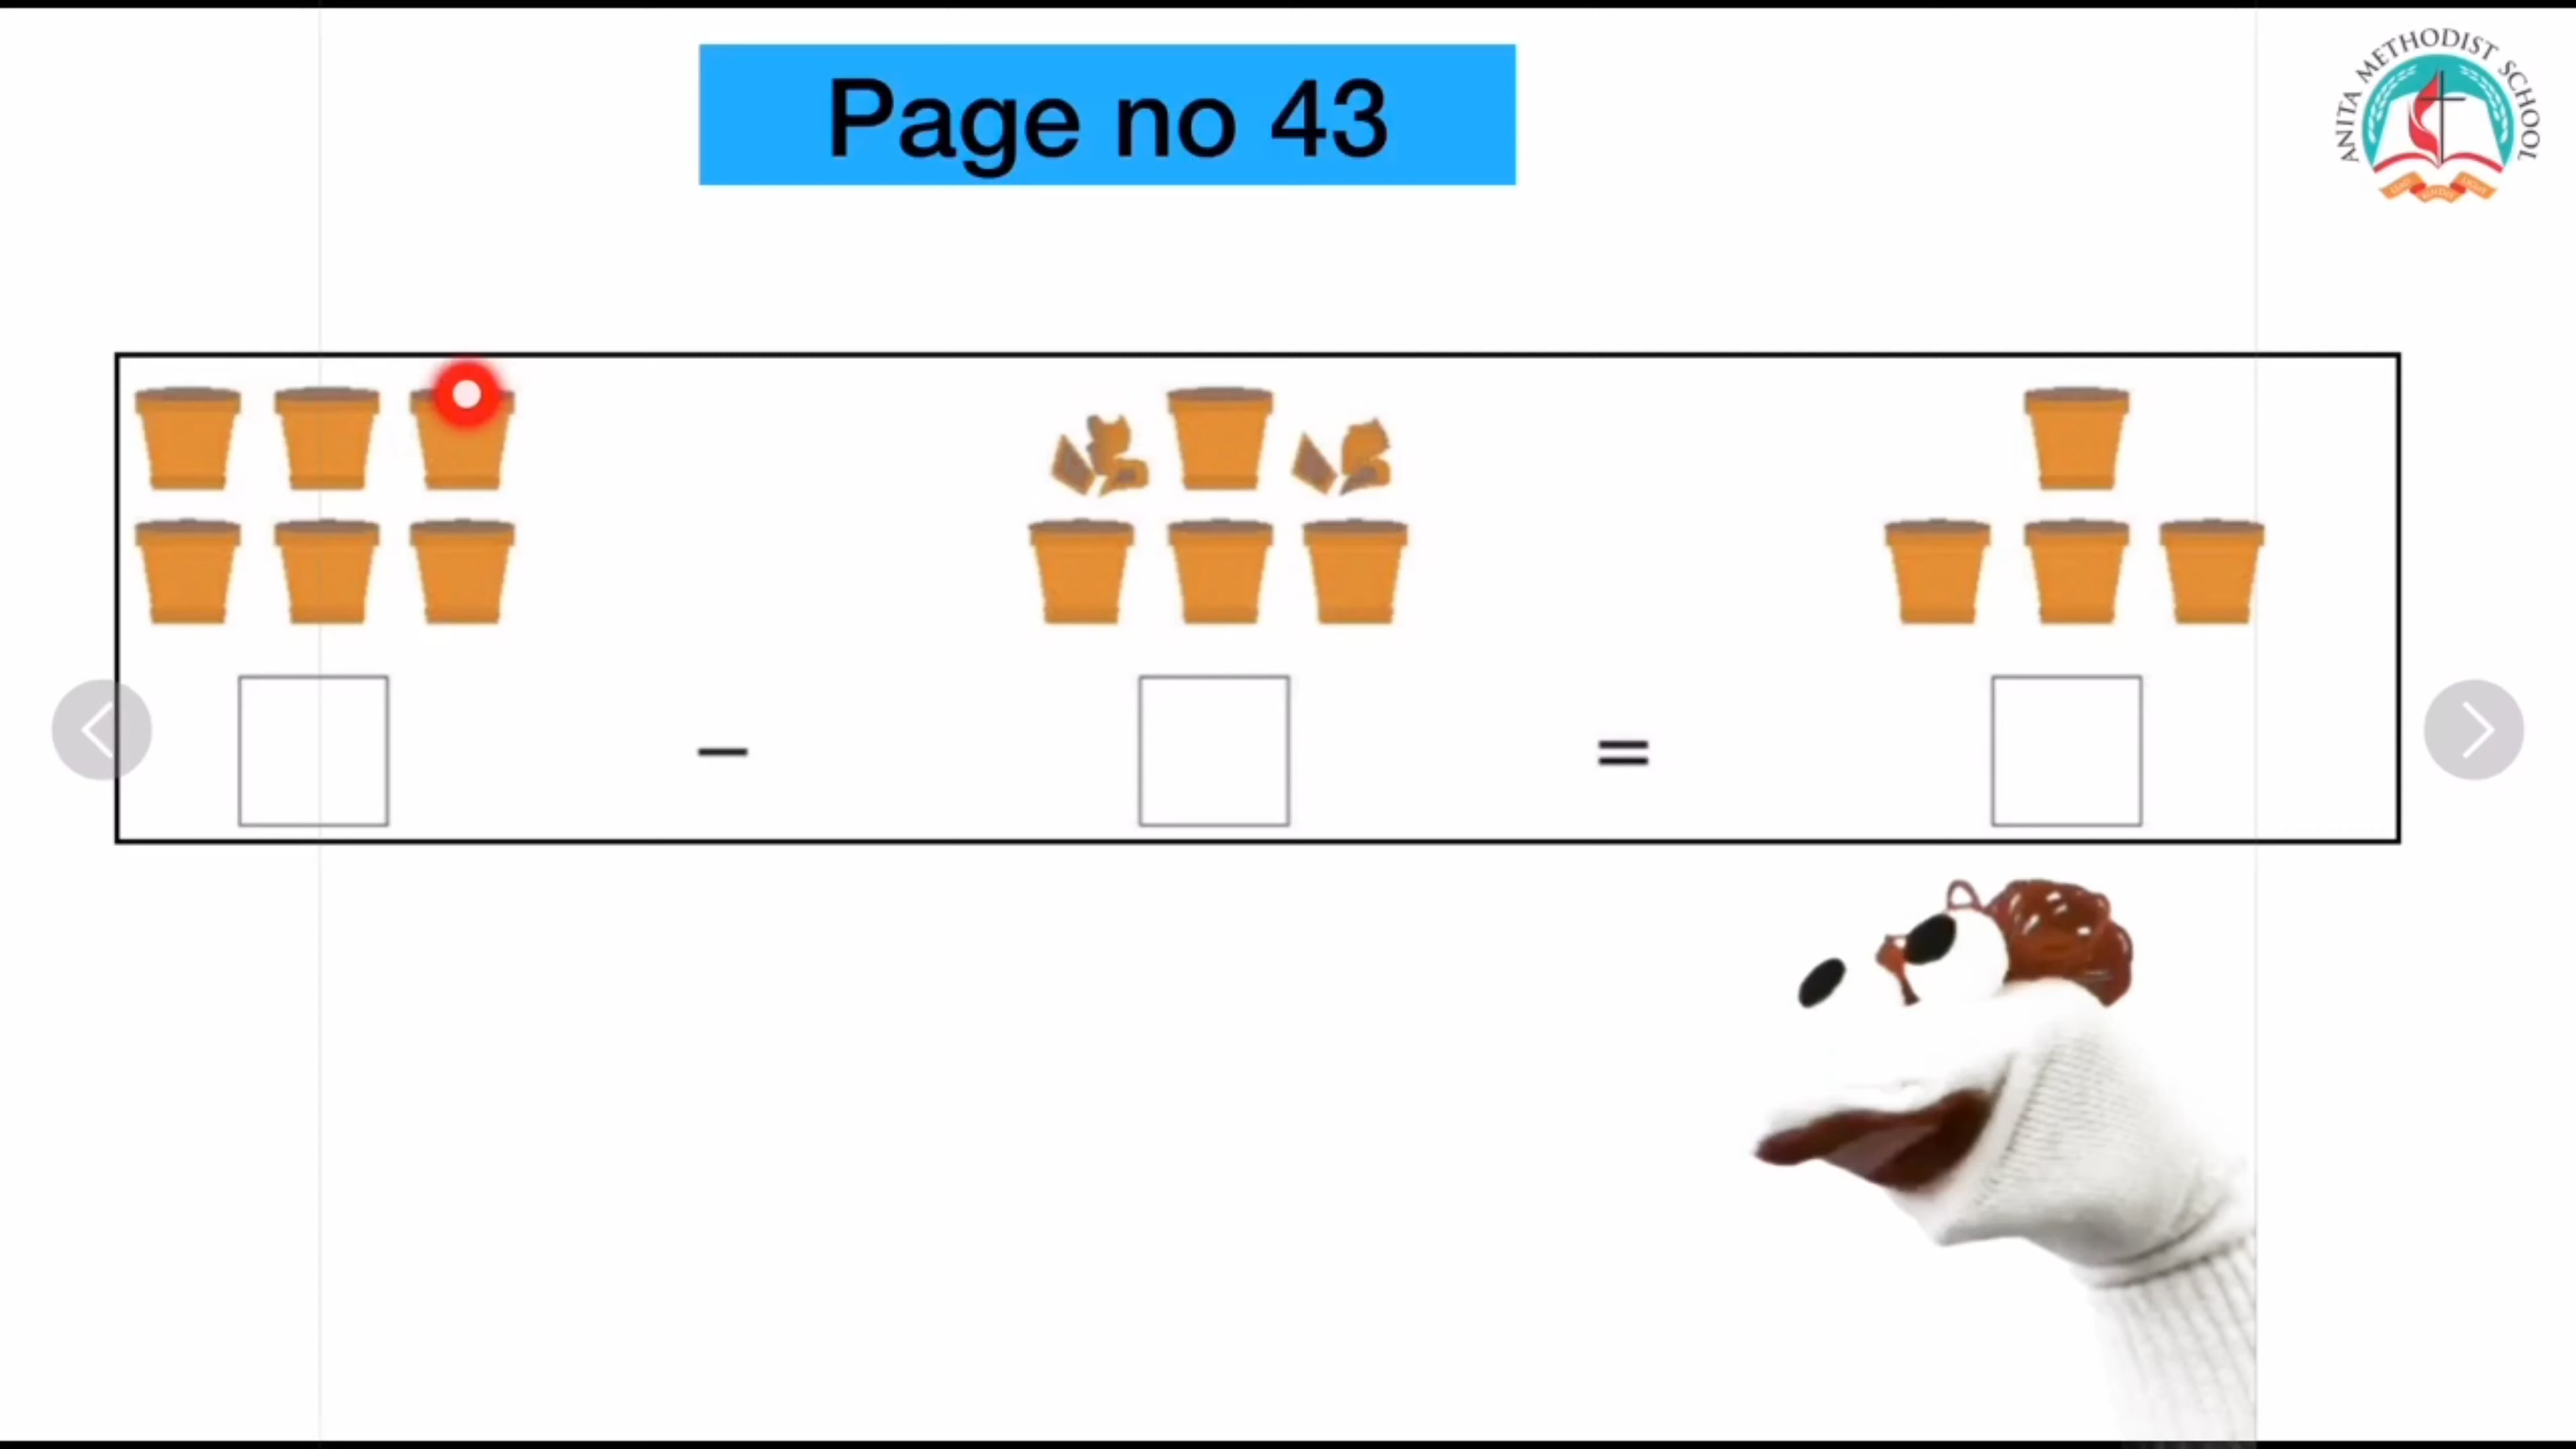 Page no 43
ANITA METHODIST SCHOOL
− =